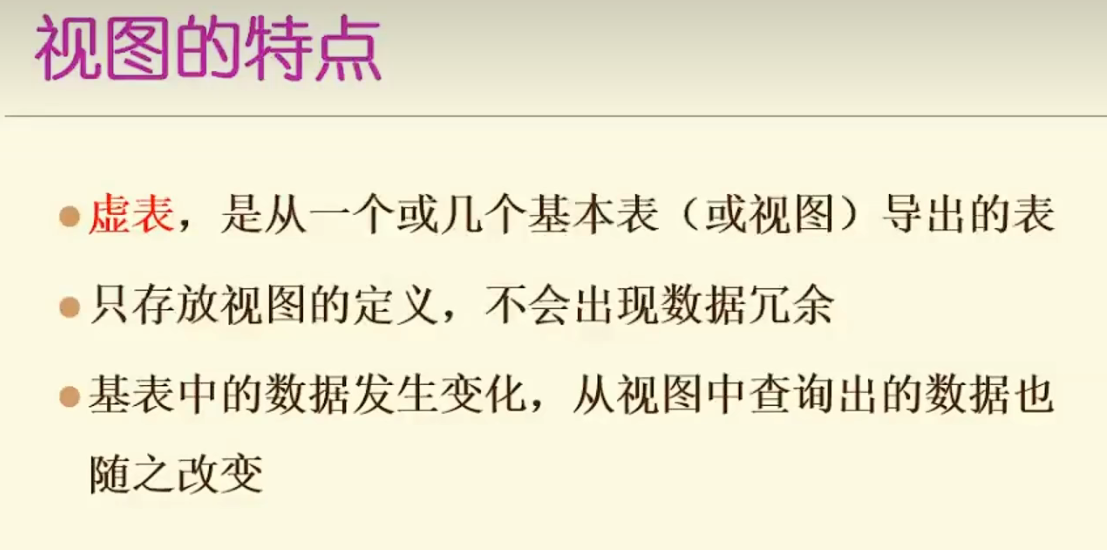 视图的特点
虚表，是从一个或几个基本表（或视图）导出的表
只存放视图的定义，不会出现数据冗余
基表中的数据发生变化，从视图中查询出的数据也
随之改变